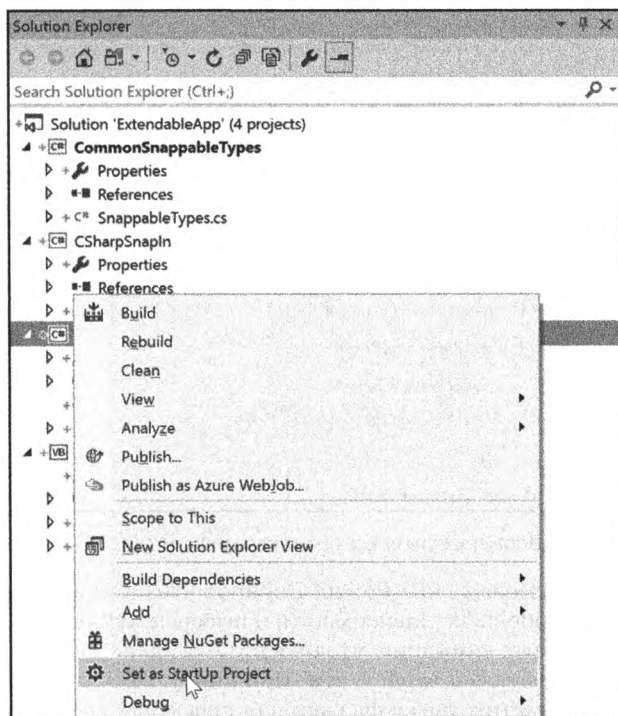 Solution Explorer
Search Solution Explorer (Ctrl+;)
Solution 'ExtendableApp' (4 projects)
C# CommonSnappableTypes
Properties
References
C# SnappableTypes.cs
C# CSharpSnapIn
Properties
References
Build
C#
Rebuild
Clean
View
Analyze
VB
Publish...
Publish as Azure WebJob...
Scope to This
New Solution Explorer View
Build Dependencies
Add
Manage NuGet Packages...
Set as StartUp Project
Debug